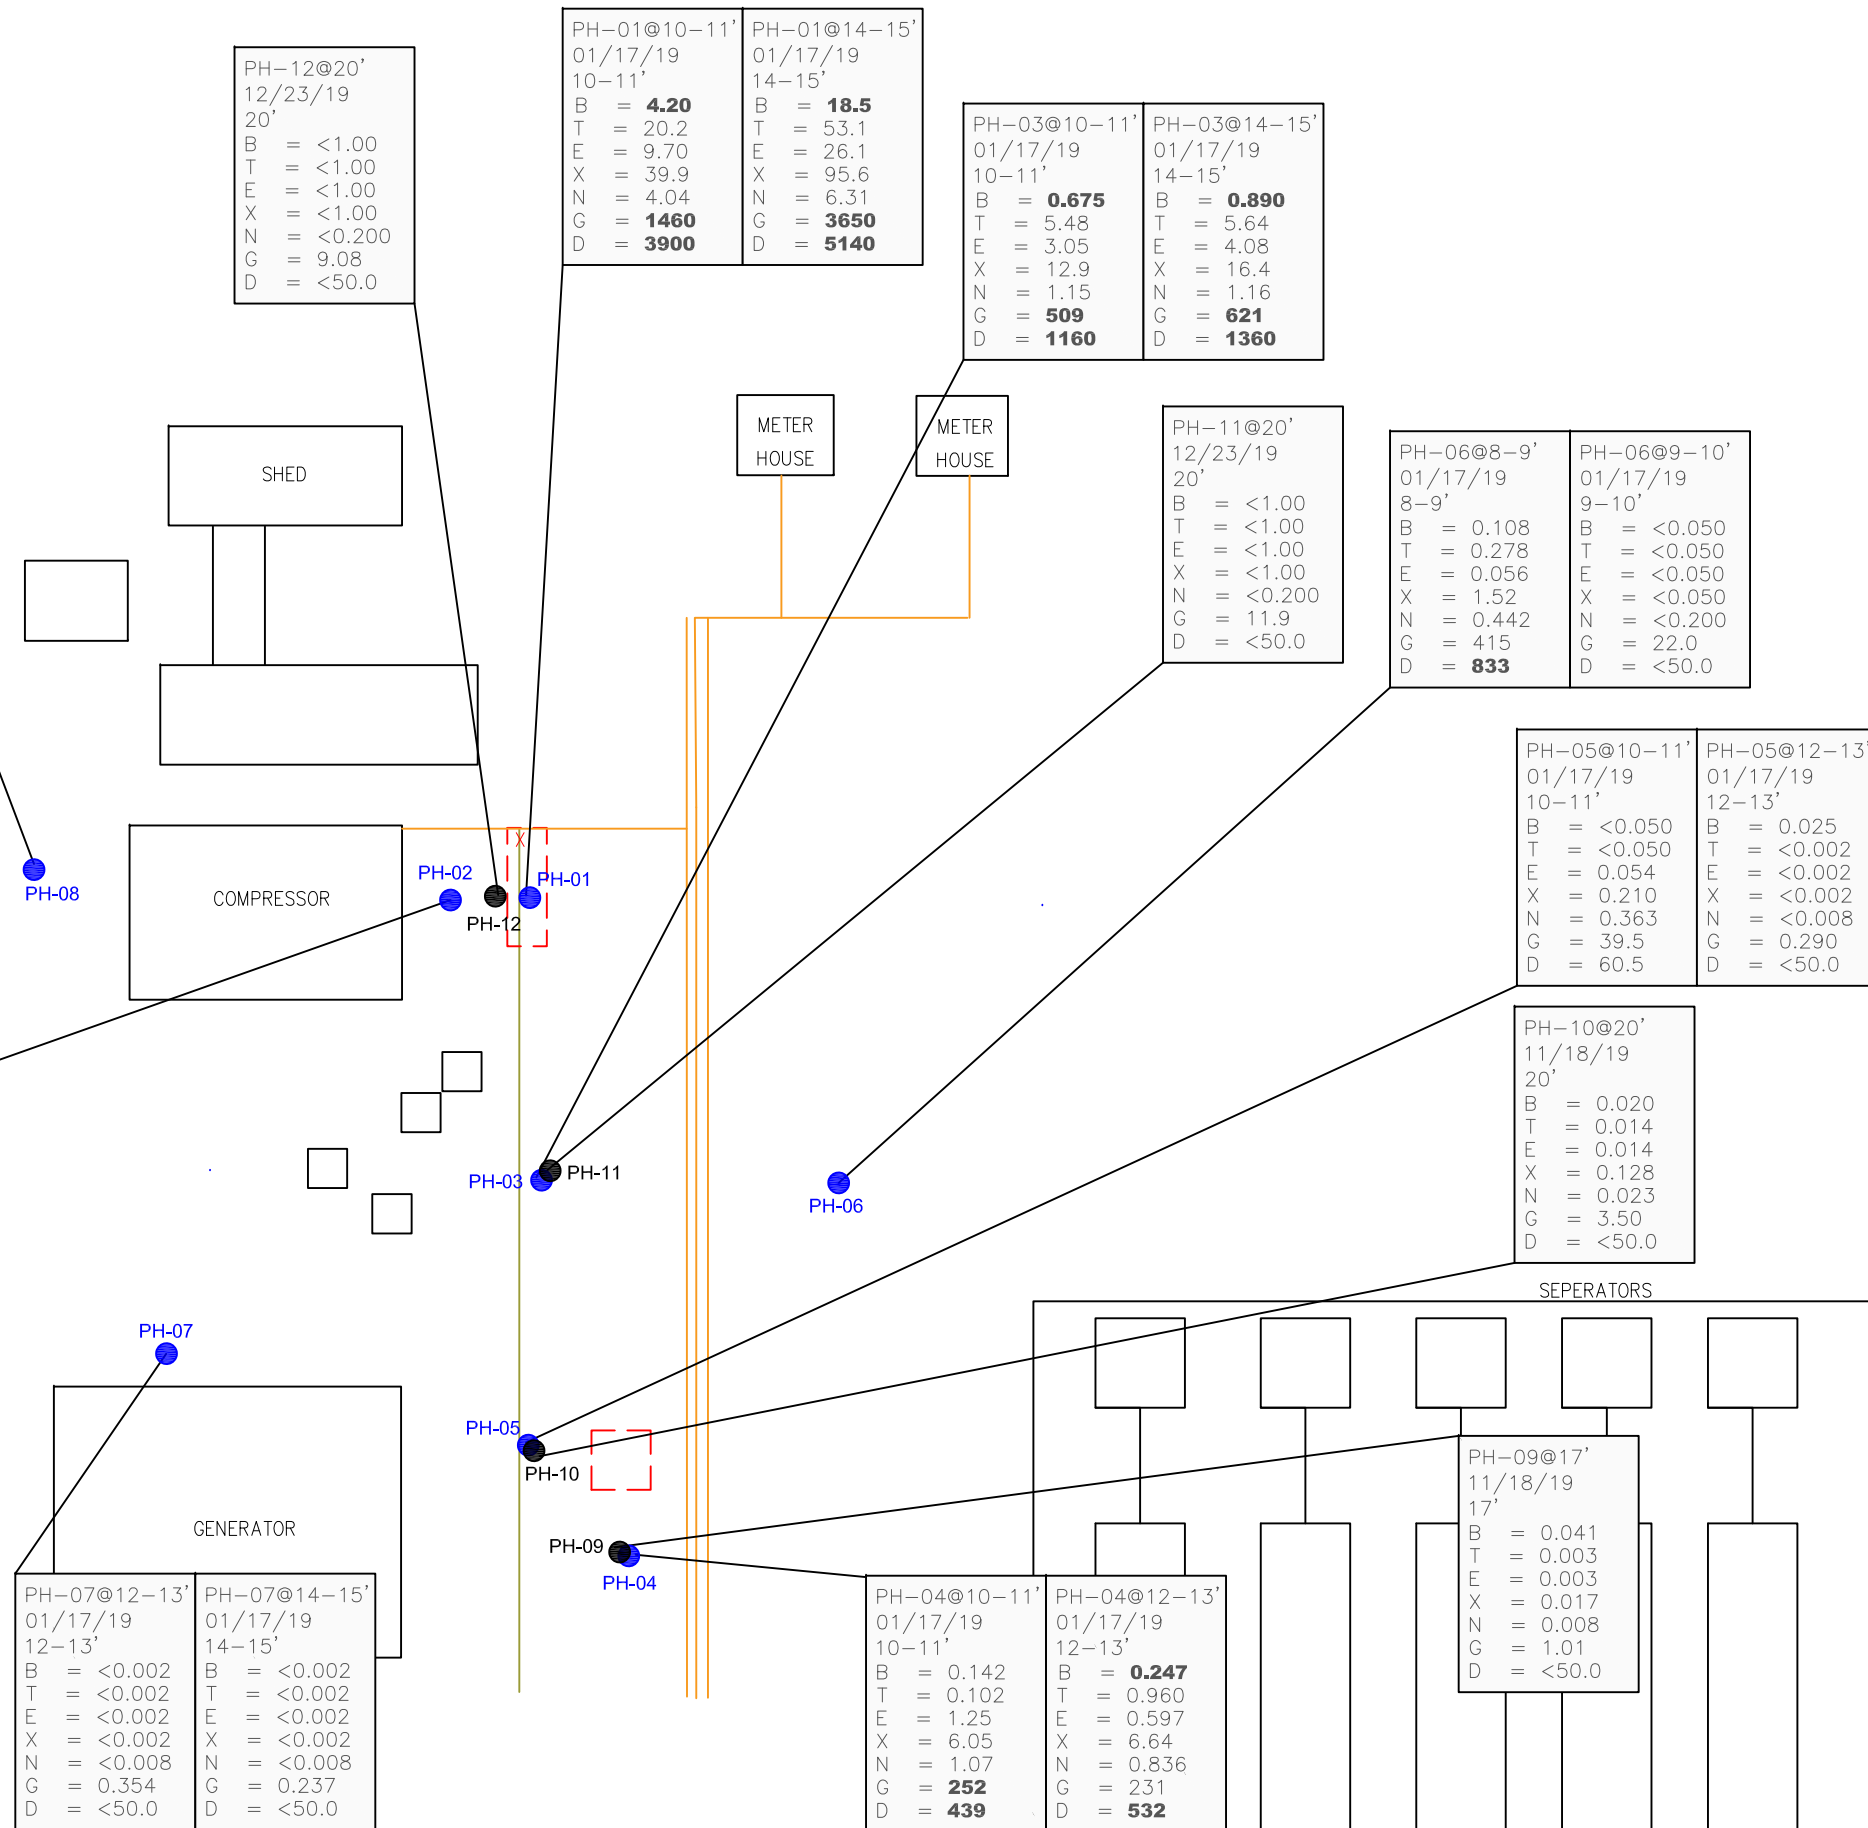 PH-12@20'
12/23/19
20'
B = <1.00
T = <1.00
E = <1.00
X = <1.00
N = <0.200
G = 9.08
D = <50.0
PH-01@10-11'
01/17/19
10-11'
B = 4.20
T = 20.2
E = 9.70
X = 39.9
N = 4.04
G = 1460
D = 3900
PH-01@14-15'
01/17/19
14-15'
B = 18.5
T = 53.1
E = 26.1
X = 95.6
N = 6.31
G = 3650
D = 5140
PH-03@10-11'
01/17/19
10-11'
B = 0.675
T = 5.48
E = 3.05
X = 12.9
N = 1.15
G = 509
D = 1160
PH-03@14-15'
01/17/19
14-15'
B = 0.890
T = 5.64
E = 4.08
X = 16.4
N = 1.16
G = 621
D = 1360
METER
HOUSE
METER
HOUSE
SHED
PH-11@20'
12/23/19
20'
B = <1.00
T = <1.00
E = <1.00
X = <1.00
N = <0.200
G = 11.9
D = <50.0
PH-06@8-9'
01/17/19
8-9'
B = 0.108
T = 0.278
E = 0.056
X = 1.52
N = 0.442
G = 415
D = 833
PH-06@9-10'
01/17/19
9-10'
B = <0.050
T = <0.050
E = <0.050
X = <0.050
N = <0.200
G = 22.0
D = <50.0
PH-05@10-11'
01/17/19
10-11'
B = <0.050
T = <0.050
E = 0.054
X = 0.210
N = 0.363
G = 39.5
D = 60.5
PH-05@12-13'
01/17/19
12-13'
B = 0.025
T = <0.002
E = <0.002
X = <0.002
N = <0.008
G = 0.290
D = <50.0
X
PH-08
COMPRESSOR
PH-02
PH-12
PH-01
PH-10@20'
11/18/19
20'
B = 0.020
T = 0.014
E = 0.014
X = 0.128
N = 0.023
G = 3.50
D = <50.0
PH-03
PH-11
PH-06
SEPERATORS
PH-07
PH-05
PH-10
GENERATOR
PH-09
PH-04
PH-09@17'
11/18/19
17'
B = 0.041
T = 0.003
E = 0.003
X = 0.017
N = 0.008
G = 1.01
D = <50.0
PH-07@12-13'
01/17/19
12-13'
B = <0.002
T = <0.002
E = <0.002
X = <0.002
N = <0.008
G = 0.354
D = <50.0
PH-07@14-15'
01/17/19
14-15'
B = <0.002
T = <0.002
E = <0.002
X = <0.002
N = <0.008
G = 0.237
D = <50.0
PH-04@10-11'
01/17/19
10-11'
B = 0.142
T = 0.102
E = 1.25
X = 6.05
N = 1.07
G = 252
D = 439
PH-04@12-13'
01/17/19
12-13'
B = 0.247
T = 0.960
E = 0.597
X = 6.64
N = 0.836
G = 231
D = 532